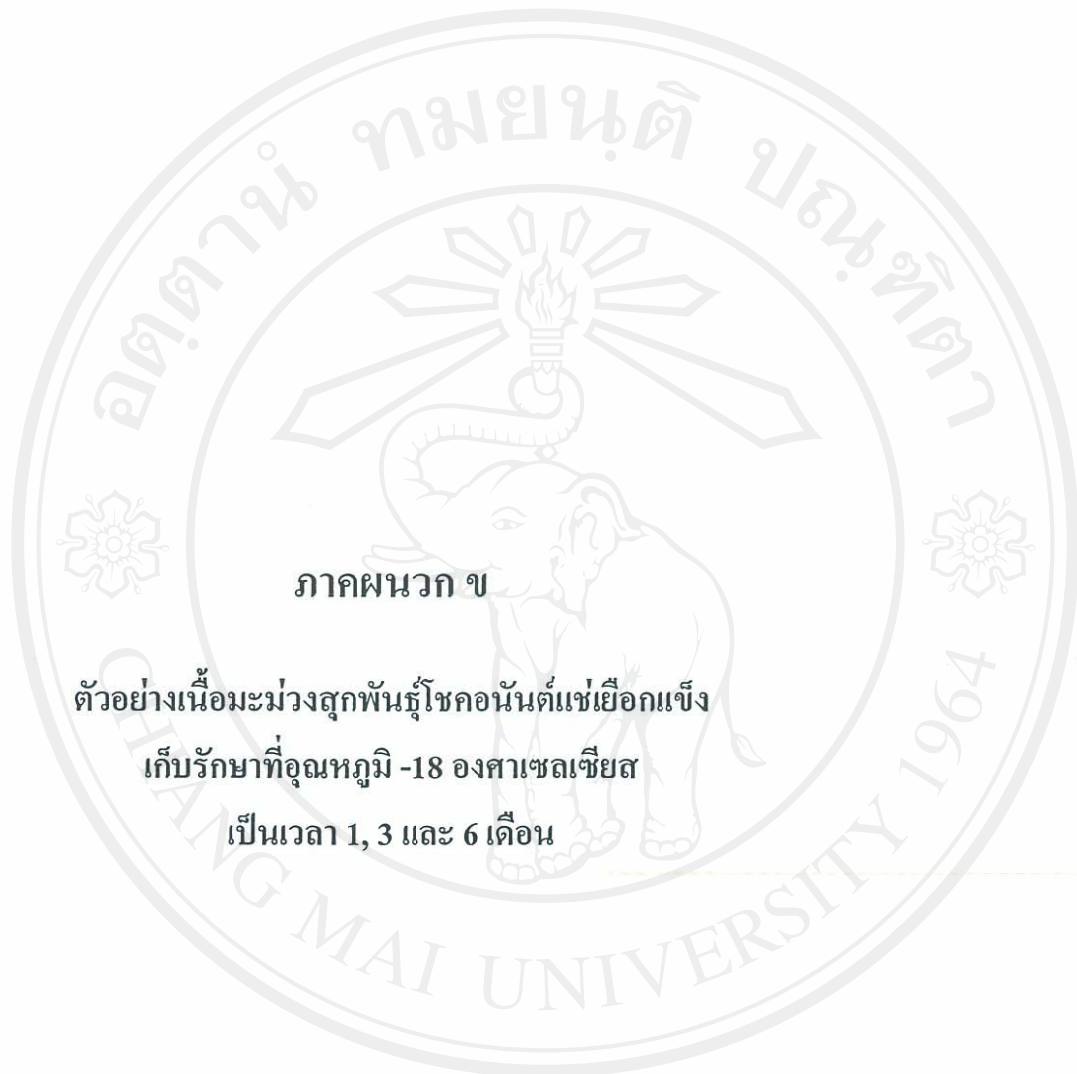 อตฺตานํ ทมยนฺติ ปณฺฑิตา
ภาคผนวก ข
ตัวอย่างเนื้อมะม่วงสุกพันธุ์โชคอนันต์แช่เยือกแข็ง
เก็บรักษาที่อุณหภูมิ -18 องศาเซลเซียส
เป็นเวลา 1, 3 และ 6 เดือน
CHIANG MAI UNIVERSITY 1964